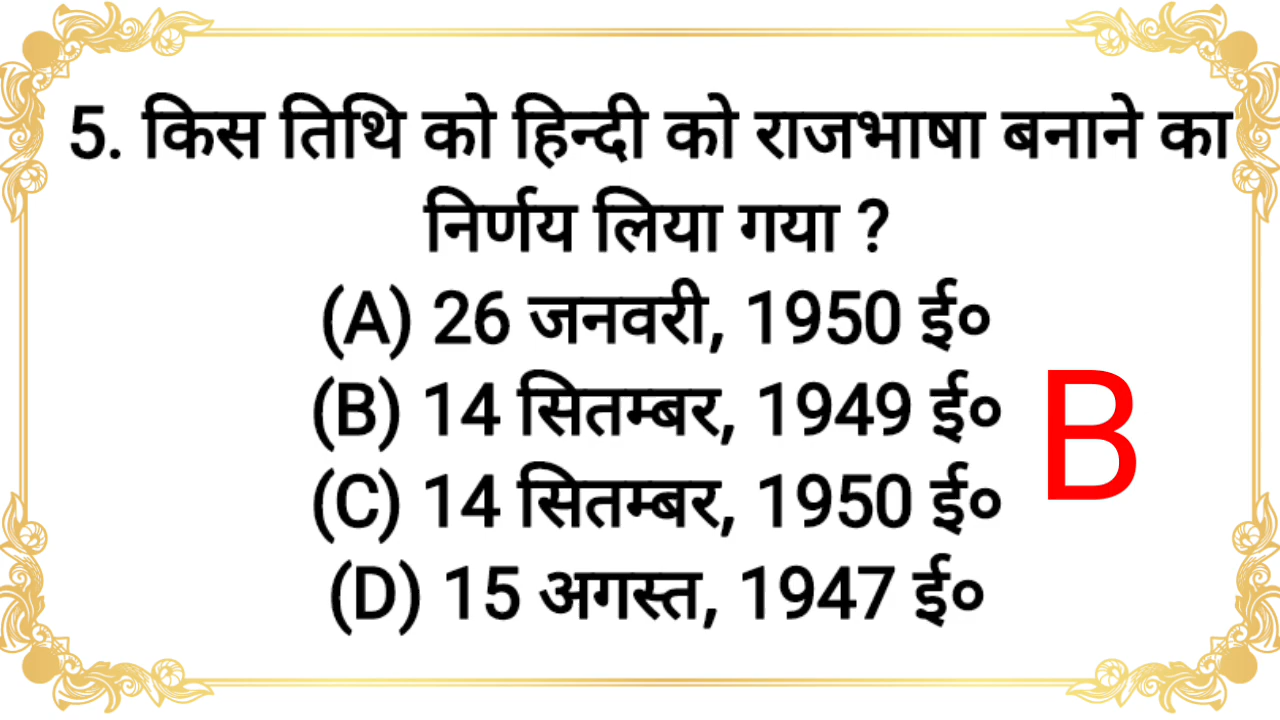 5. किस तिथि को हिन्दी को राजभाषा बनाने का
निर्णय लिया गया ?
(A) 26 जनवरी, 1950 ई०
(B) 14 सितम्बर, 1949 ई०
B
(C) 14 सितम्बर, 1950 ई०
(D) 15 अगस्त, 1947 ई०